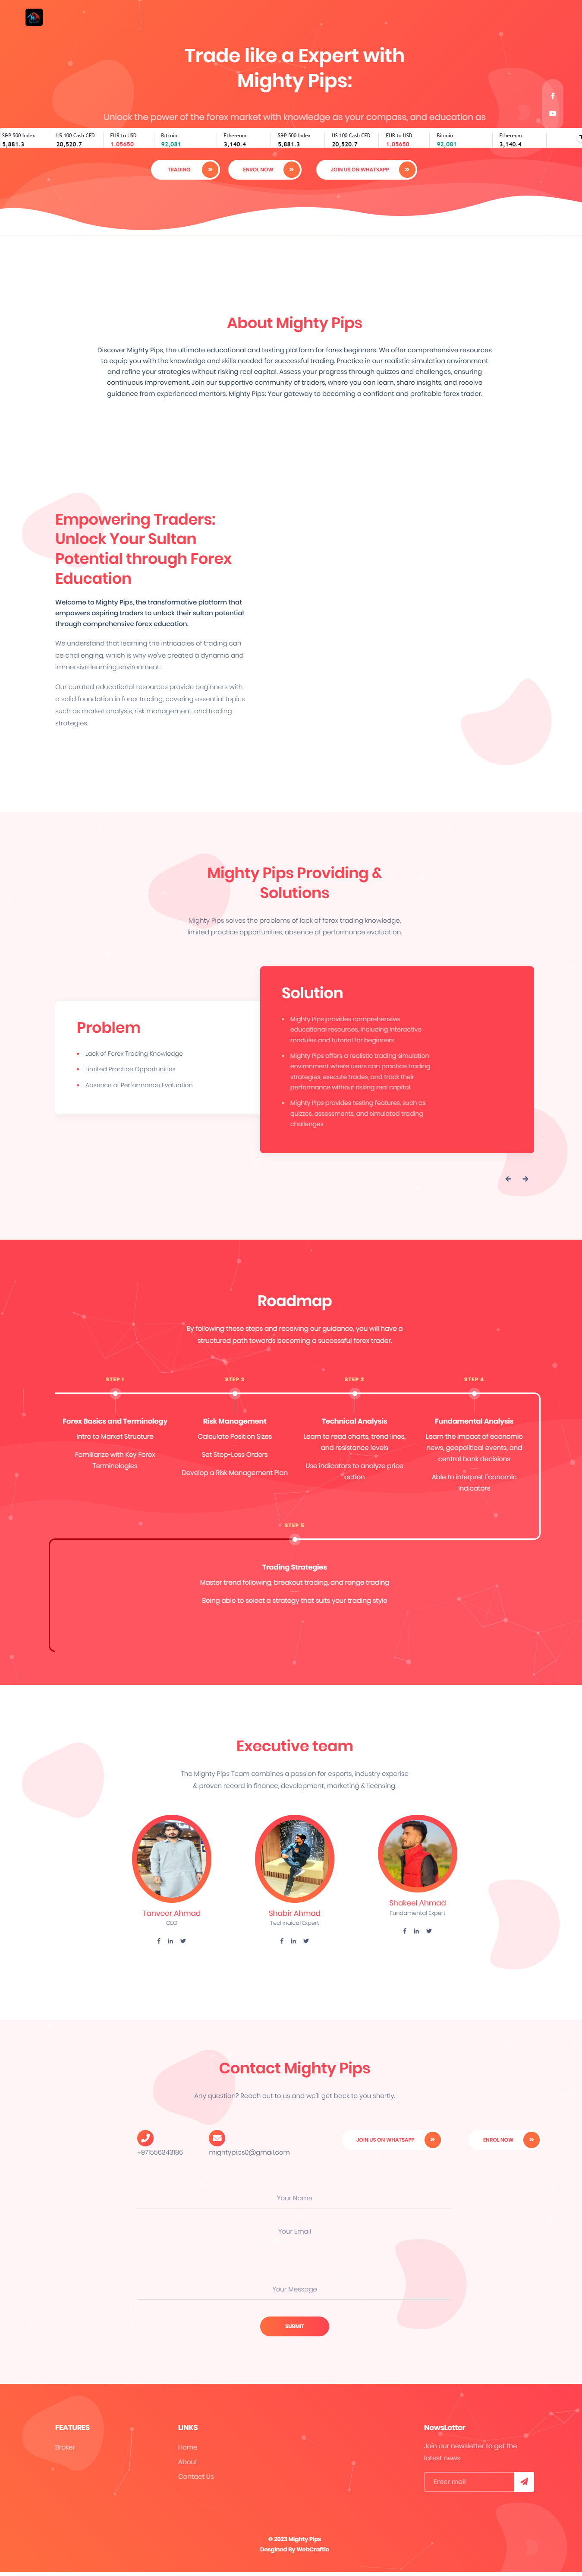 Trade like a Expert with
Mighty Pips:
Unlock the power of the forex market with knowledge as your compass, and education as
S&P 500 Index US 100 Cash CFD EUR to USD Bitcoin Ethereum S&P 500 Index US 100 Cash CFD EUR to USD Bitcoin Ethereum
5,881.3 20,520.7 1.05650 92,081 3,140.4 5,881.3 20,520.7 1.05650 92,081 3,140.4
TRADING ENROL NOW JOIN US ON WHATSAPP
About Mighty Pips
Discover Mighty Pips, the ultimate educational and testing platform for forex beginners. We offer comprehensive resources
to equip you with the knowledge and skills needed for successful trading. Practice in our realistic simulation environment
and refine your strategies without risking real capital. Assess your progress through quizzes and challenges, ensuring
continuous improvement. Join our supportive community of traders, where you can learn, share insights, and receive
guidance from experienced mentors. Mighty Pips: Your gateway to becoming a confident and profitable forex trader.
Empowering Traders:
Unlock Your Sultan
Potential through Forex
Education
Welcome to Mighty Pips, the transformative platform that
empowers aspiring traders to unlock their sultan potential
through comprehensive forex education.
We understand that learning the intricacies of trading can
be challenging, which is why we've created a dynamic and
immersive learning environment.
Our curated educational resources provide beginners with
a solid foundation in forex trading, covering essential topics
such as market analysis, risk management, and trading
strategies.
Mighty Pips Providing &
Solutions
Mighty Pips solves the problems of lack of forex trading knowledge,
limited practice opportunities, absence of performance evaluation.
Problem
Lack of Forex Trading Knowledge
Limited Practice Opportunities
Absence of Performance Evaluation
Solution
Mighty Pips provides comprehensive
educational resources, including interactive
modules and tutorial for beginners
Mighty Pips offers a realistic trading simulation
environment where users can practice trading
strategies, execute trades, and track their
performance without risking real capital.
Mighty Pips provides testing features, such as
quizzes, assessments, and simulated trading
challenges
Roadmap
By following these steps and receiving our guidance, you will have a
structured path towards becoming a successful forex trader.
STEP 1
Forex Basics and Terminology
Intro to Market Structure
Familiarize with Key Forex
Terminologies
STEP 2
Risk Management
Calculate Position Sizes
Set Stop-Loss Orders
Develop a Risk Management Plan
STEP 3
Technical Analysis
Learn to read charts, trend lines,
and resistance levels
Use indicators to analyze price
action
STEP 4
Fundamental Analysis
Learn the impact of economic
news, geopolitical events, and
central bank decisions
Able to interpret Economic
Indicators
STEP 5
Trading Strategies
Master trend following, breakout trading, and range trading
Being able to select a strategy that suits your trading style
Executive team
The Mighty Pips Team combines a passion for esports, industry experise
& proven record in finance, development, marketing & licensing.
Tanveer Ahmad
CEO
Shabir Ahmad
Technaical Expert
Shakeel Ahmad
Fundamental Expert
Contact Mighty Pips
Any question? Reach out to us and we'll get back to you shortly.
+971556343186
mightypips0@gmail.com
JOIN US ON WHATSAPP
ENROL NOW
Your Name
Your Email
Your Message
SUBMIT
FEATURES
Broker
LINKS
Home
About
Contact Us
NewsLetter
Join our newsletter to get the
latest news
Enter mail
© 2023 Mighty Pips
Desgined By WebCraftio